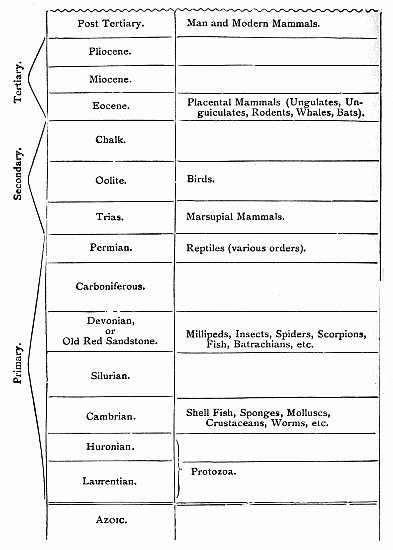 Post Tertiary. Man and Modern Mammals.
Pliocene.
Miocene.
Tertiary.
Eocene. Placental Mammals (Ungulates, Un-
guiculates, Rodents, Whales, Bats).
Chalk.
Secondary.
Oolite. Birds.
Trias. Marsupial Mammals.
Permian. Reptiles (various orders).
Carboniferous.
Devonian,
or
Old Red Sandstone.
Millipeds, Insects, Spiders, Scorpions,
Fish, Batrachians, etc.
Primary.
Silurian.
Cambrian. Shell Fish, Sponges, Molluscs,
Crustaceans, Worms, etc.
Huronian.
Protozoa.
Laurentian.
Azoic.